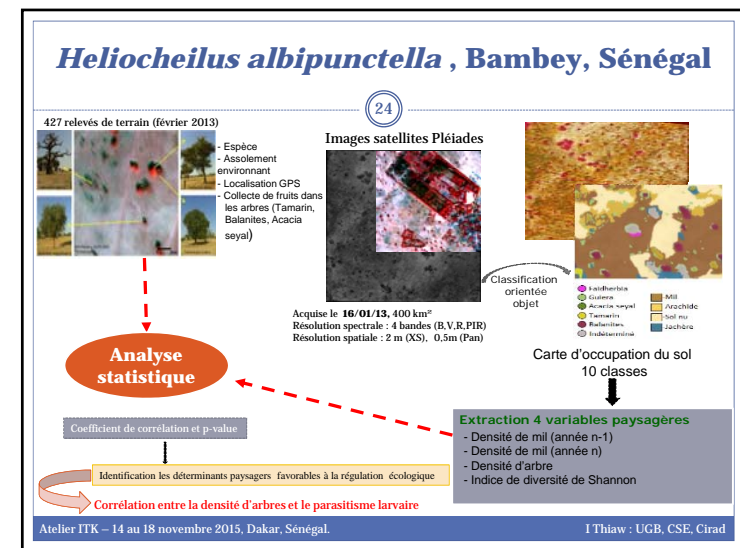 Heliocheilus albipunctella , Bambey, Sénégal
24
427 relevés de terrain (février 2013)
- Espèce
- Assolement
environnant
- Localisation GPS
- Collecte de fruits dans
les arbres (Tamarin,
Balanites, Acacia
seyal)
Images satellites Pléiades
Acquise le 16/01/13, 400 km²
Résolution spectrale : 4 bandes (B,V,R,PIR)
Résolution spatiale : 2 m (XS), 0,5m (Pan)
Classification
orientée
objet
Faidherbia
Guiera
Acacia seyal
Tamarin
Balanites
Indéterminé
Mil
Arachide
Sol nu
Jachère
Carte d'occupation du sol
10 classes
Analyse
statistique
Extraction 4 variables paysagères
- Densité de mil (année n-1)
- Densité de mil (année n)
- Densité d'arbre
- Indice de diversité de Shannon
Coefficient de corrélation et p-value
Identification les déterminants paysagers favorables à la régulation écologique
Corrélation entre la densité d'arbres et le parasitisme larvaire
Atelier ITK – 14 au 18 novembre 2015, Dakar, Sénégal.
I Thiaw : UGB, CSE, Cirad